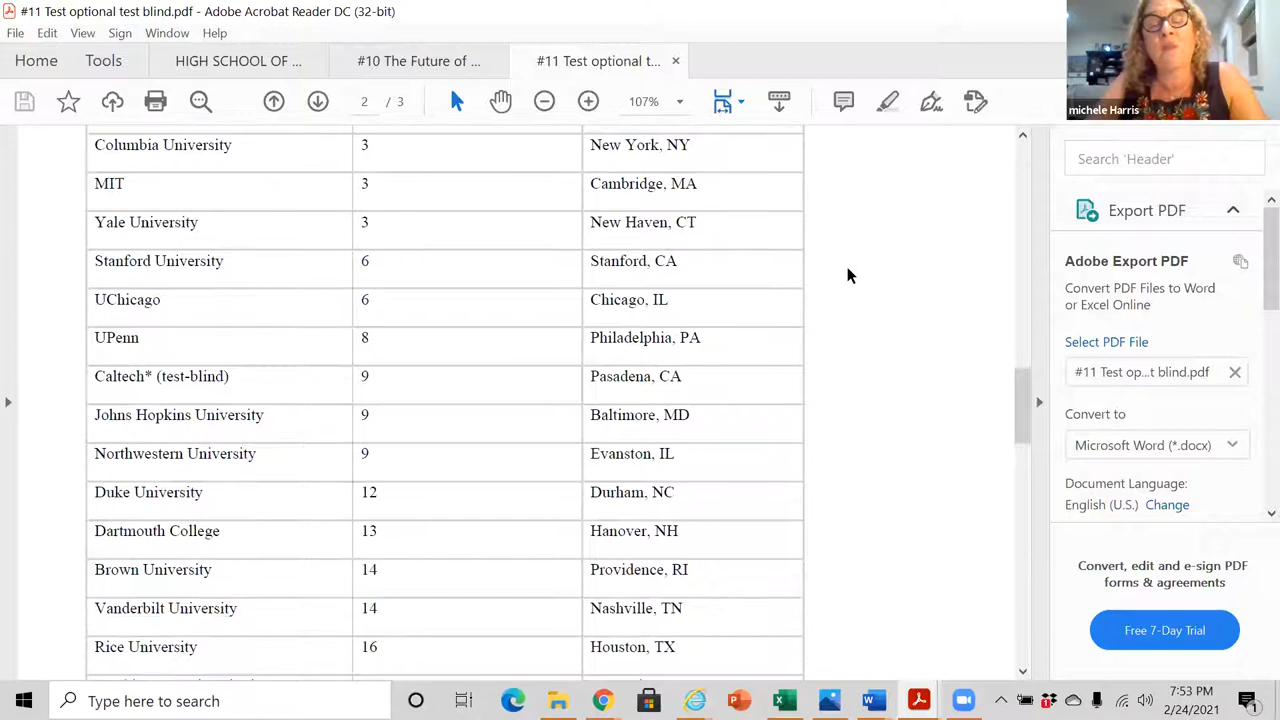 #11 Test optional test blind.pdf - Adobe Acrobat Reader DC (32-bit)
File Edit View Sign Window Help
Home Tools HIGH SCHOOL OF ... #10 The Future of ... #11 Test optional t... ×
2 / 3 107%
michele Harris
Columbia University 3 New York, NY
MIT 3 Cambridge, MA
Yale University 3 New Haven, CT
Stanford University 6 Stanford, CA
UChicago 6 Chicago, IL
UPenn 8 Philadelphia, PA
Caltech* (test-blind) 9 Pasadena, CA
Johns Hopkins University 9 Baltimore, MD
Northwestern University 9 Evanston, IL
Duke University 12 Durham, NC
Dartmouth College 13 Hanover, NH
Brown University 14 Providence, RI
Vanderbilt University 14 Nashville, TN
Rice University 16 Houston, TX
Search 'Header'
Export PDF
Adobe Export PDF
Convert PDF Files to Word
or Excel Online
Select PDF File
#11 Test op...t blind.pdf
Convert to
Microsoft Word (*.docx)
Document Language:
English (U.S.) Change
Convert, edit and e-sign PDF
forms & agreements
Free 7-Day Trial
Type here to search
7:53 PM
2/24/2021